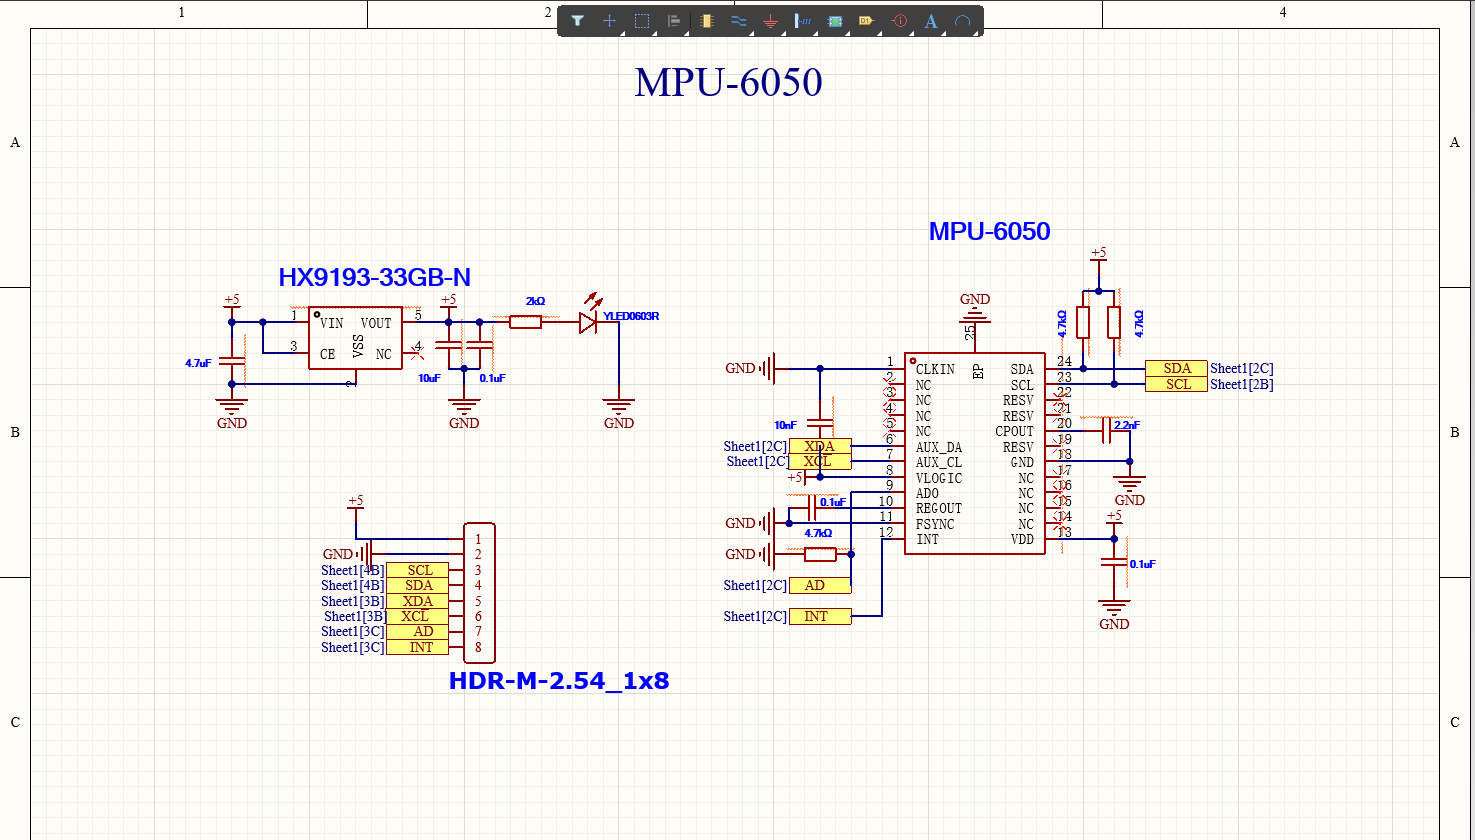 1 2 4
MPU-6050
A A
MPU-6050
+5
HX9193-33GB-N
+5 +5 2kΩ YLED0603R
1 VIN VOUT 5
3 CE VSS NC 4
2
4.7uF 10uF 0.1uF
GND GND GND
GND
25
EP
4.7kΩ 4.7kΩ
GND 1 CLKIN SDA 24 SDA Sheet1[2C]
2 NC SCL 23 SCL Sheet1[2B]
3 NC RESV 22
4 NC RESV 21
10nF 5 NC CPOUT 20 2.2nF
Sheet1[2C] XDA 6 AUX_DA RESV 19
Sheet1[2C] XCL 7 AUX_CL GND 18
+5 8 VLOGIC NC 17
9 ADO NC 16
GND
0.1uF 10 REGOUT NC 15
GND 11 FSYNC NC 14
+5
4.7kΩ 12 INT VDD 13
GND
0.1uF
GND
Sheet1[2C] AD
Sheet1[2C] INT
B B
+5
1
GND 2
Sheet1[4B] SCL 3
Sheet1[4B] SDA 4
Sheet1[3B] XDA 5
Sheet1[3B] XCL 6
Sheet1[3C] AD 7
Sheet1[3C] INT 8
HDR-M-2.54_1x8
C C